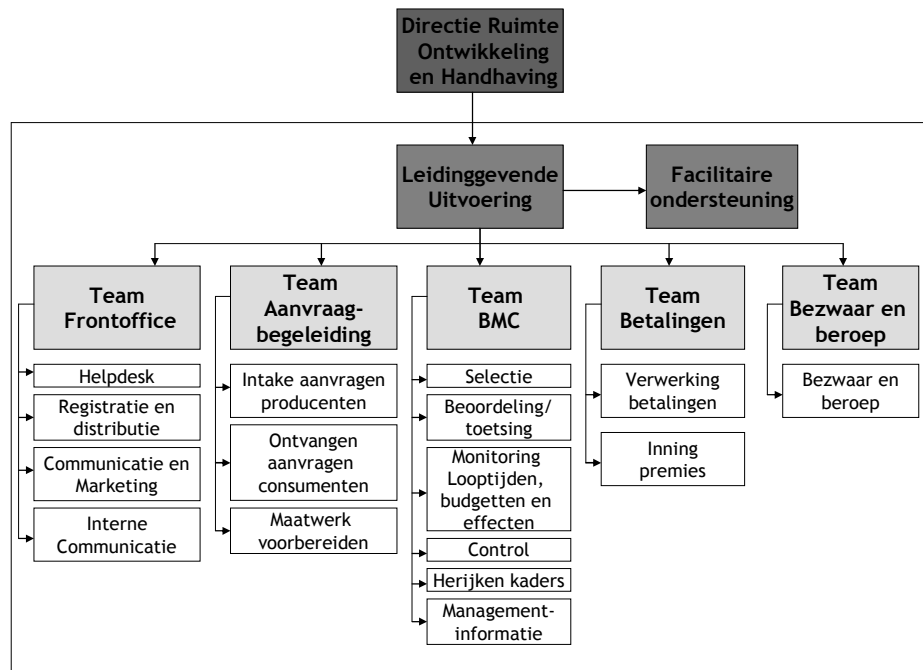 Directie Ruimte
Ontwikkeling
en Handhaving
Leidinggevende
Uitvoering
Facilitaire
ondersteuning
Team
Frontoffice
Helpdesk
Registratie en
distributie
Communicatie en
Marketing
Interne
Communicatie
Team
Aanvraag-
begeleiding
Intake aanvragen
producenten
Ontvangen
aanvragen
consumenten
Maatwerk
voorbereiden
Team
BMC
Selectie
Beoordeling/
toetsing
Monitoring
Looptijden,
budgetten en
effecten
Control
Herijken kaders
Management-
informatie
Team
Betalingen
Verwerking
betalingen
Inning
premies
Team
Bezwaar en
beroep
Bezwaar en
beroep